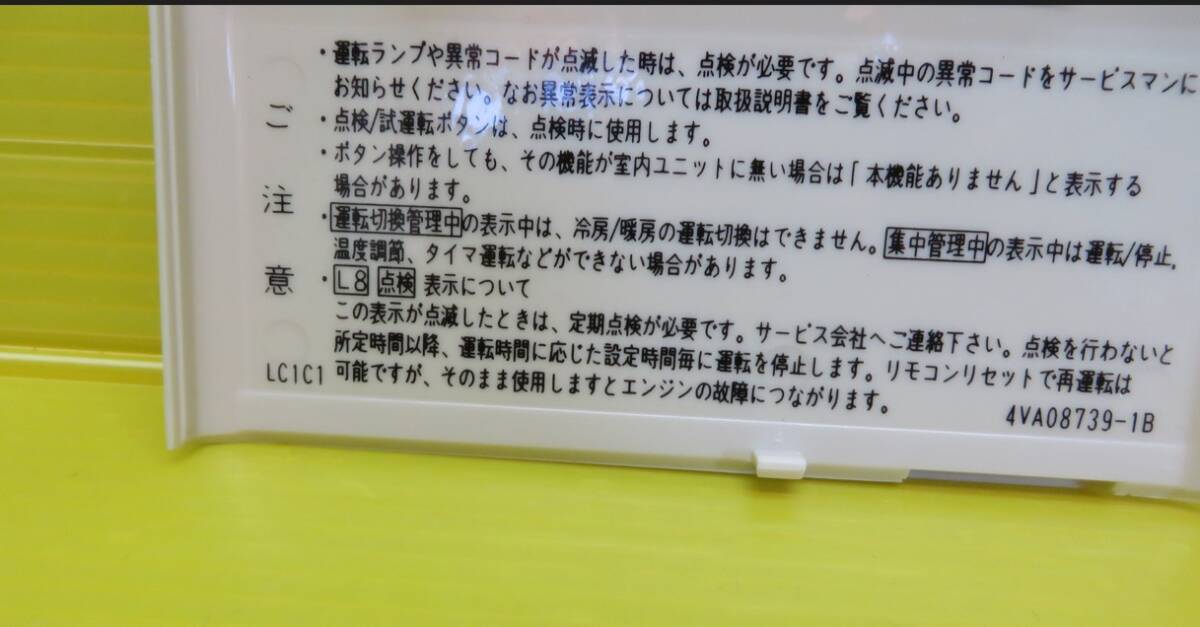 ご注意
・運転ランプや異常コードが点滅した時は、点検が必要です。点滅中の異常コードをサービスマンに
お知らせください。なお異常表示については取扱説明書をご覧ください。
・点検/試運転ボタンは、点検時に使用します。
・ボタン操作をしても、その機能が室内ユニットに無い場合は「本機能ありません」と表示する
場合があります。
・運転切換管理中の表示中は、冷房/暖房の運転切換はできません。集中管理中の表示中は運転/停止、
温度調節、タイマ運転などができない場合があります。
・L8 点検 表示について
この表示が点滅したときは、定期点検が必要です。サービス会社へご連絡下さい。点検を行わないと
所定時間以降、運転時間に応じた設定時間毎に運転を停止します。リモコンリセットで再運転は
可能ですが、そのまま使用しますとエンジンの故障につながります。
LC1C1
4VA08739-1B